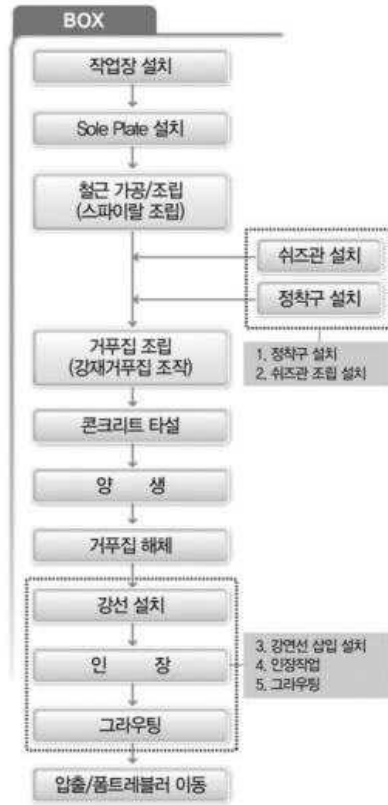 BOX
작업장 설치
Sole Plate 설치
철근 가공/조립
(스파이랄 조립)
쉬즈관 설치
정착구 설치
1. 정착구 설치
2. 쉬즈관 조립 설치
거푸집 조립
(강재거푸집 조작)
콘크리트 타설
양 생
거푸집 해체
강선 설치
인 장
그라우팅
3. 강연선 삽입 설치
4. 인장작업
5. 그라우팅
압출/폼트레블러 이동